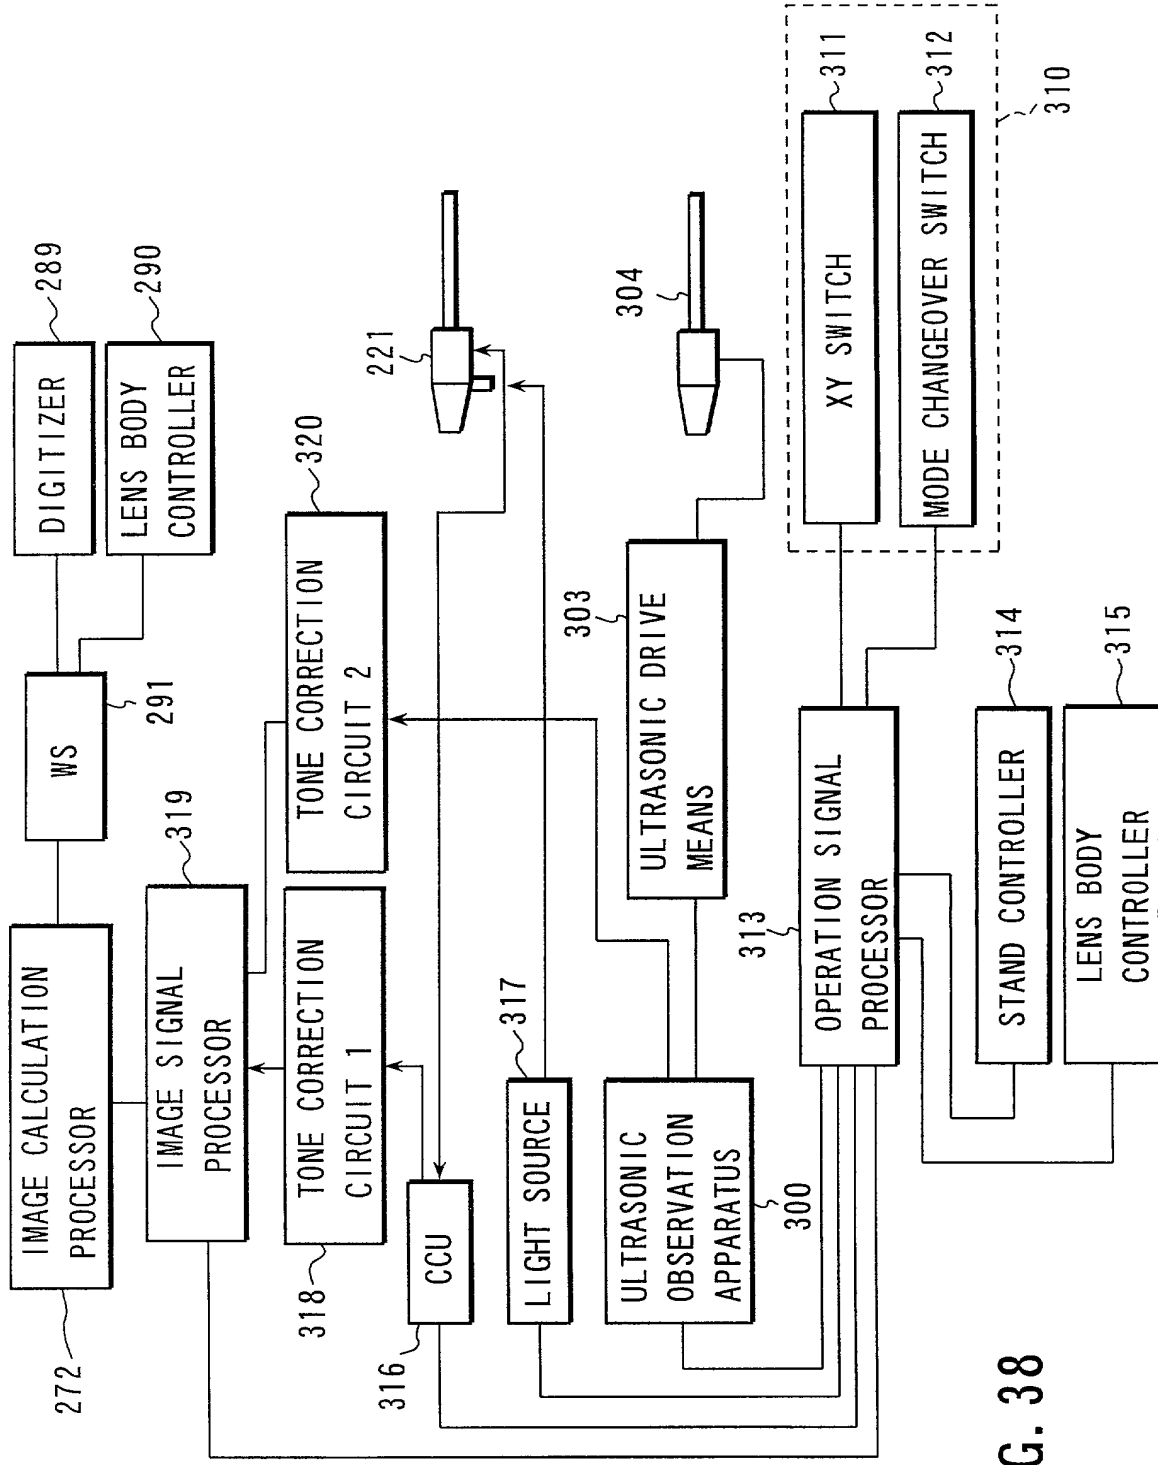 272
IMAGE CALCULATION
PROCESSOR
WS
291
DIGITIZER
289
LENS BODY
CONTROLLER
290
IMAGE SIGNAL
PROCESSOR
319
318
TONE CORRECTION
CIRCUIT 1
TONE CORRECTION
CIRCUIT 2
320
316
CCU
221
LIGHT SOURCE
317
ULTRASONIC
OBSERVATION
APPARATUS
300
ULTRASONIC DRIVE
MEANS
303
304
313
OPERATION SIGNAL
PROCESSOR
XY SWITCH
311
MODE CHANGEOVER SWITCH
312
310
STAND CONTROLLER
314
LENS BODY
CONTROLLER
315
G. 38